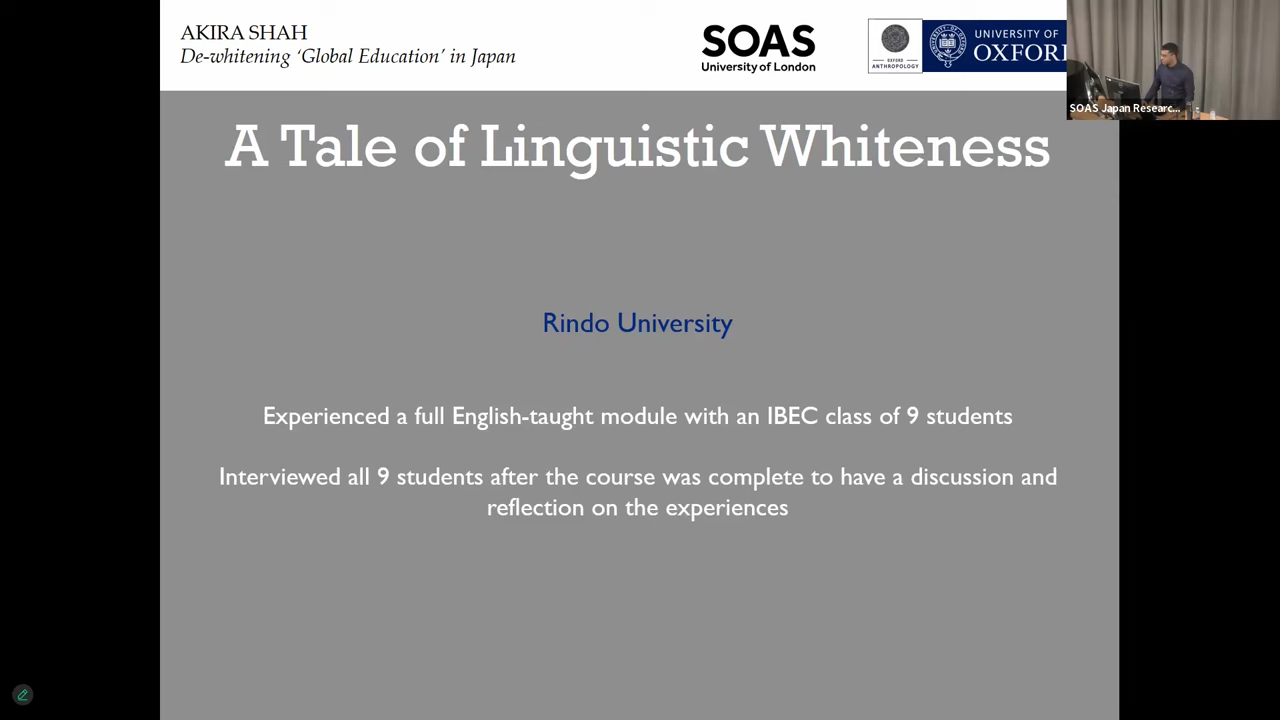 AKIRA SHAH
De-whitening ‘Global Education’ in Japan
SOAS
University of London
OXFORD
ANTHROPOLOGY
UNIVERSITY OF
OXFORD
SOAS Japan Researc...
A Tale of Linguistic Whiteness
Rindo University
Experienced a full English-taught module with an IBEC class of 9 students
Interviewed all 9 students after the course was complete to have a discussion and
reflection on the experiences